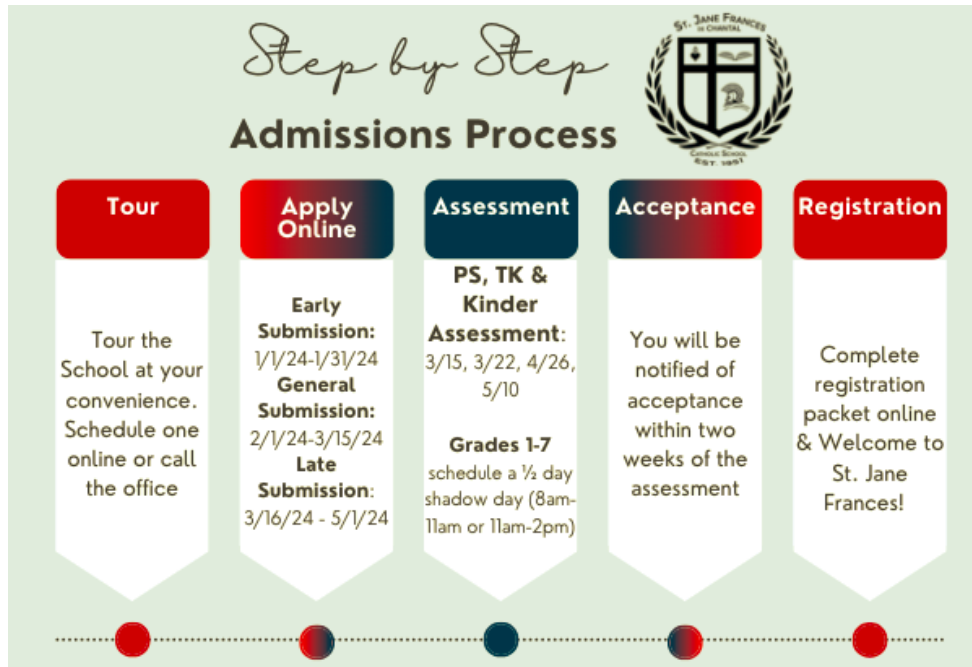 Step by Step
Admissions Process
ST. JANE FRANCES
DE CHANTAL
CATHOLIC SCHOOL
EST. 1951
Tour
Tour the
School at your
convenience.
Schedule one
online or call
the office
Apply
Online
Early
Submission:
1/1/24-1/31/24
General
Submission:
2/1/24-3/15/24
Late
Submission:
3/16/24 - 5/1/24
Assessment
PS, TK &
Kinder
Assessment:
3/15, 3/22, 4/26,
5/10
Grades 1-7
schedule a ½ day
shadow day (8am-
11am or 11am-2pm)
Acceptance
You will be
notified of
acceptance
within two
weeks of the
assessment
Registration
Complete
registration
packet online
& Welcome to
St. Jane
Frances!